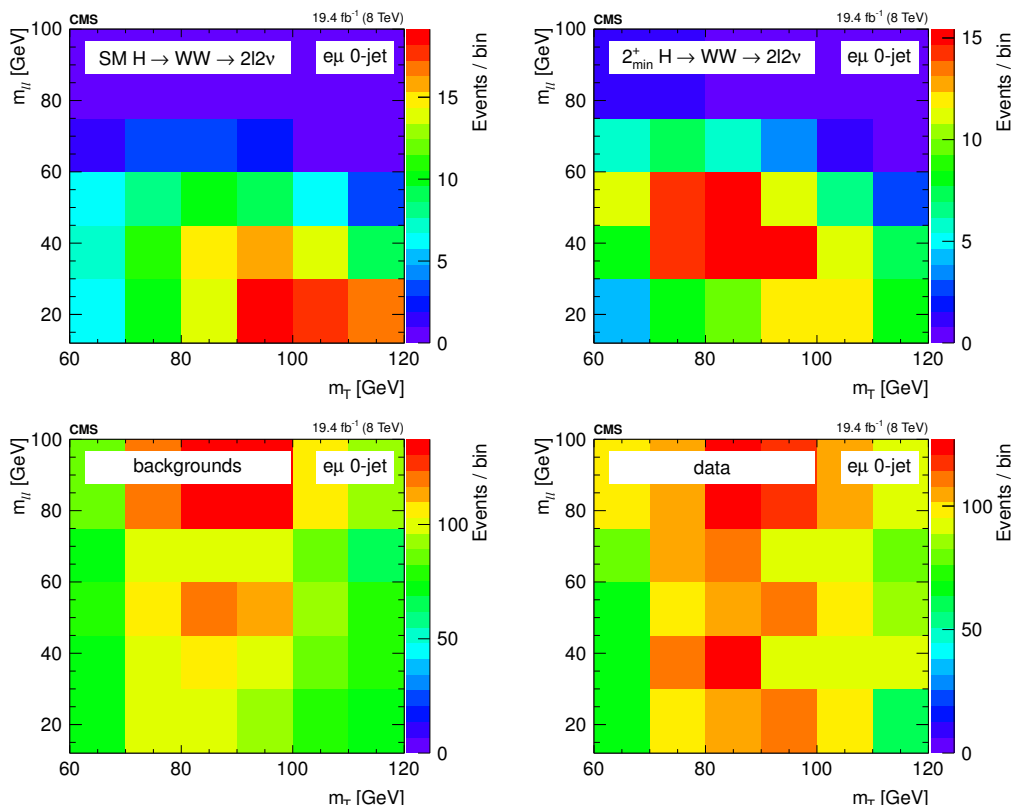 CMS 19.4 fb⁻¹ (8 TeV)
SM H → WW → 2l2ν eμ 0-jet
m_ll [GeV]
100
80
60
40
20
60 80 100 120
m_T [GeV]
15
10
5
0
Events / bin
CMS 19.4 fb⁻¹ (8 TeV)
2⁺_min H → WW → 2l2ν eμ 0-jet
m_ll [GeV]
100
80
60
40
20
60 80 100 120
m_T [GeV]
15
10
5
0
Events / bin
CMS 19.4 fb⁻¹ (8 TeV)
backgrounds eμ 0-jet
m_ll [GeV]
100
80
60
40
20
60 80 100 120
m_T [GeV]
100
50
0
Events / bin
CMS 19.4 fb⁻¹ (8 TeV)
data eμ 0-jet
m_ll [GeV]
100
80
60
40
20
60 80 100 120
m_T [GeV]
100
50
0
Events / bin